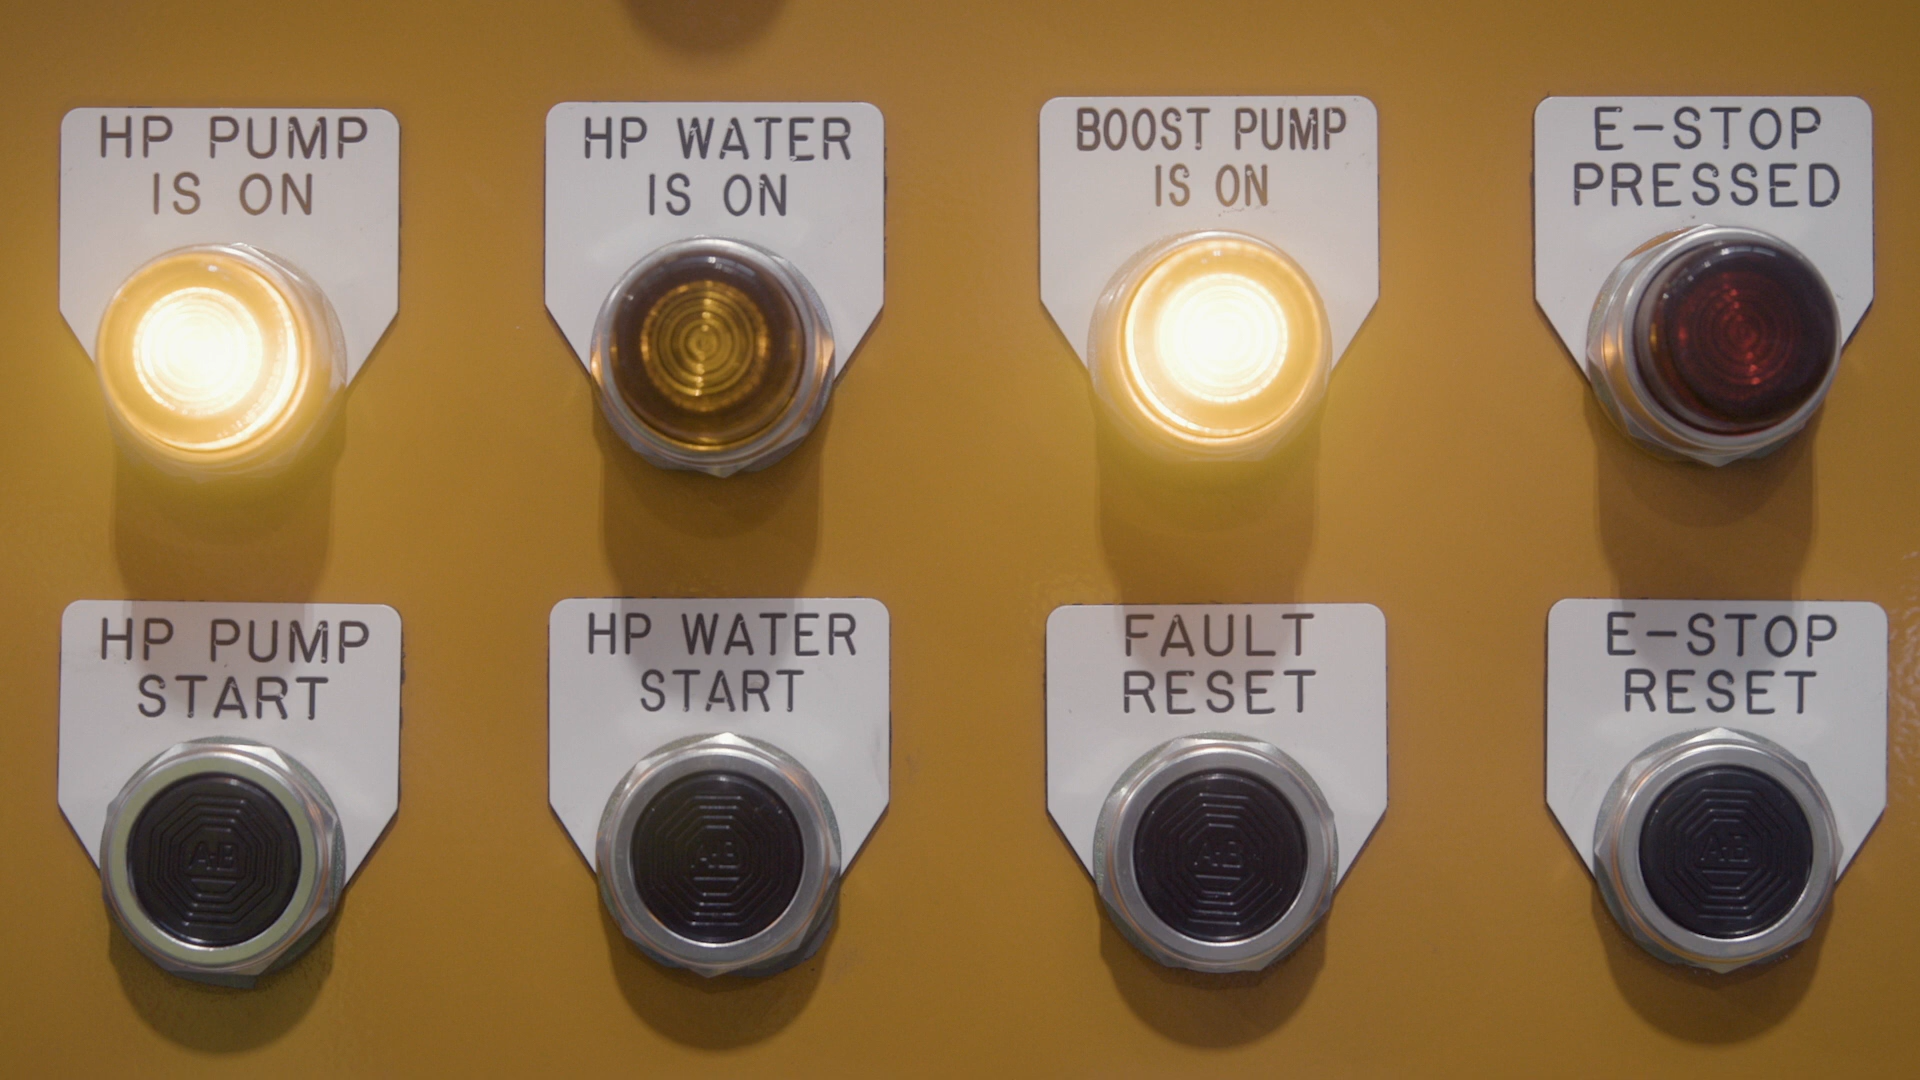 HP PUMP
IS ON
HP WATER
IS ON
BOOST PUMP
IS ON
E-STOP
PRESSED
HP PUMP
START
HP WATER
START
FAULT
RESET
E-STOP
RESET
A-B
A-B
A-B
A-B